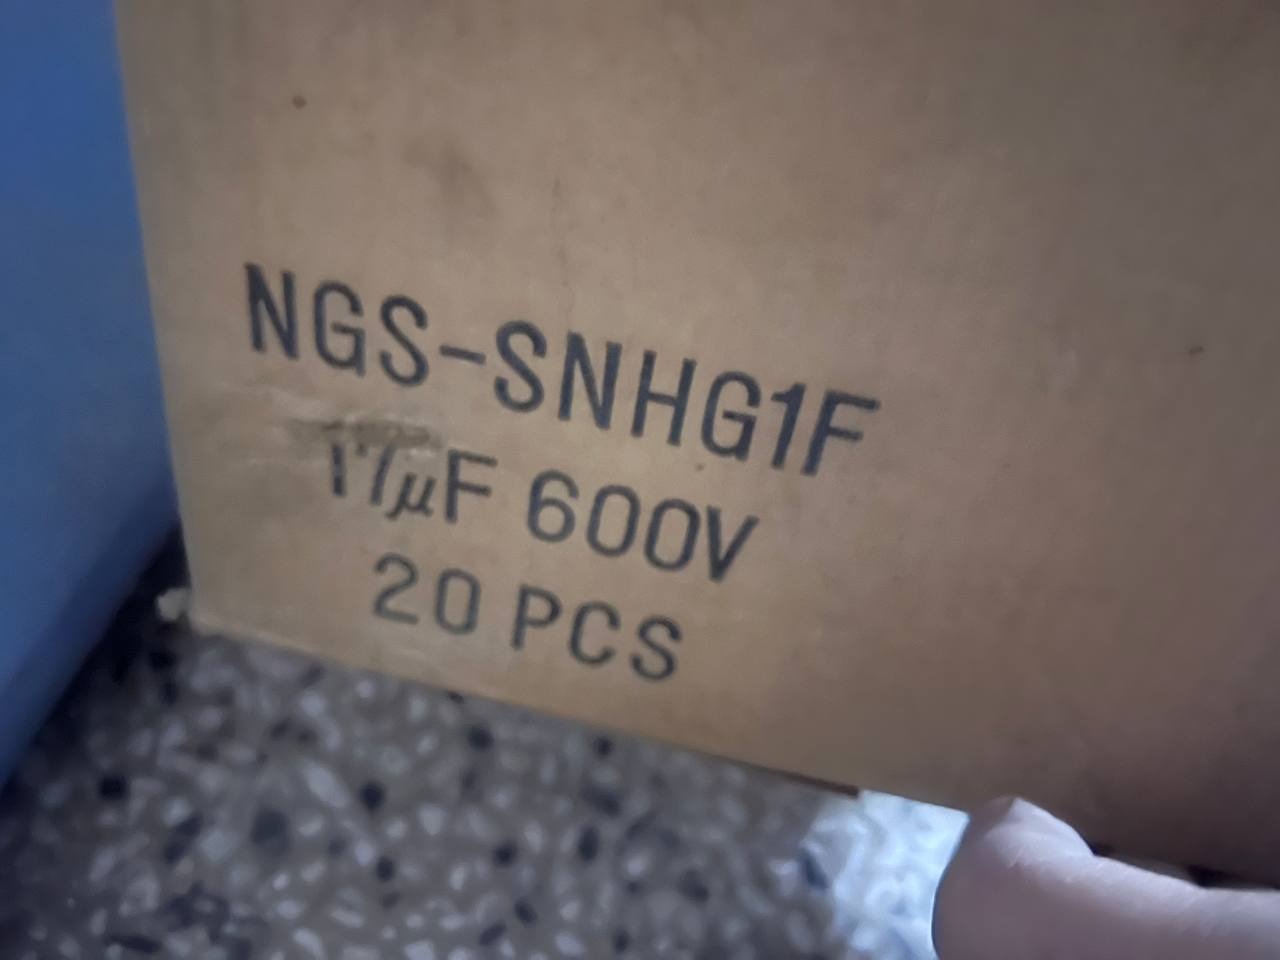 NGS-SNHG1F
17µF 600V
20 PCS